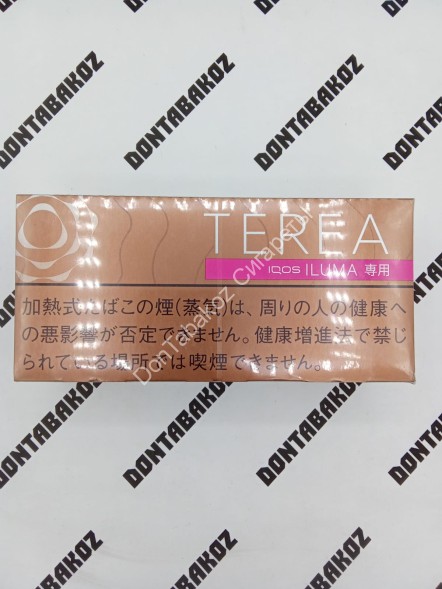 DONTABAKOZ
DONTABAKOZ
DONTABAKOZ
DONTABAKOZ
TEREA
IQOS ILUMA 専用
DonTabakoz Сигареты
加熱式たばこの煙(蒸気)は、周りの人の健康へ
の悪影響が否定できません。健康増進法で禁じ
られている場所では喫煙できません。
DONTABAKOZ
DONTABAKOZ
DONTABAKOZ
DONTABAKOZ